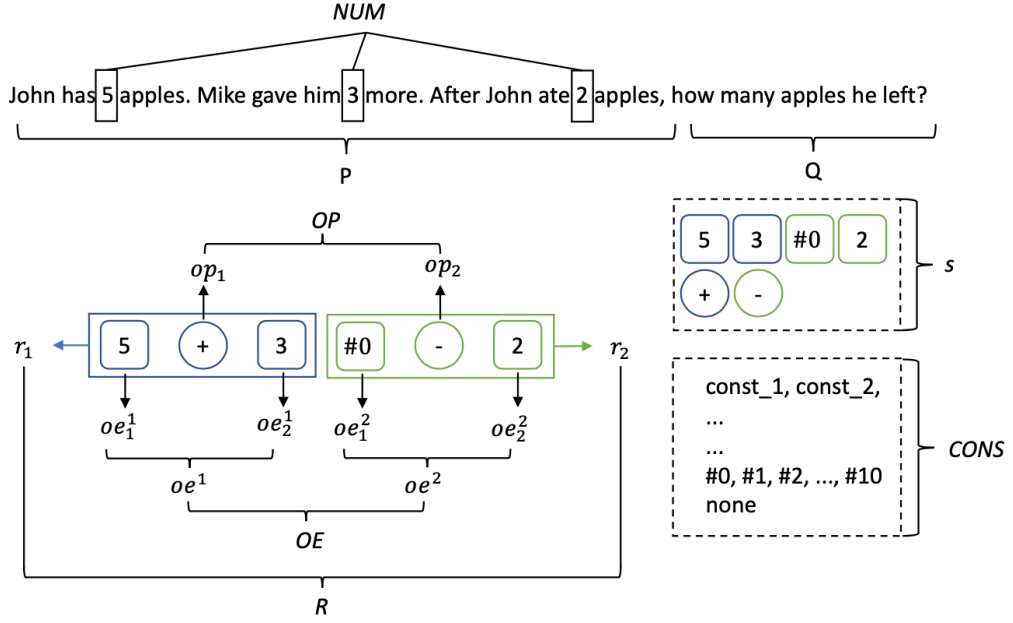 NUM
John has 5 apples. Mike gave him 3 more. After John ate 2 apples, how many apples he left?
P
Q
OP
op₁ op₂
r₁ 5 + 3 #0 - 2 r₂
oe₁¹ oe₂¹ oe₁² oe₂²
oe¹ oe²
OE
R
5 3 #0 2
+ -
s
const_1, const_2,
...
...
#0, #1, #2, ..., #10
none
CONS